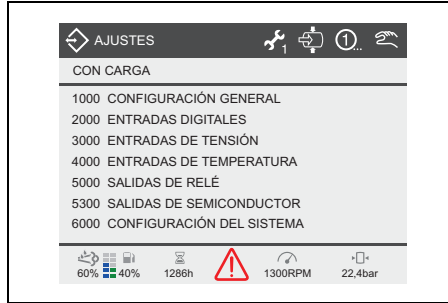 AJUSTES
1
1...
CON CARGA
1000 CONFIGURACIÓN GENERAL
2000 ENTRADAS DIGITALES
3000 ENTRADAS DE TENSIÓN
4000 ENTRADAS DE TEMPERATURA
5000 SALIDAS DE RELÉ
5300 SALIDAS DE SEMICONDUCTOR
6000 CONFIGURACIÓN DEL SISTEMA
60% 40% 1286h 1300RPM 22,4bar